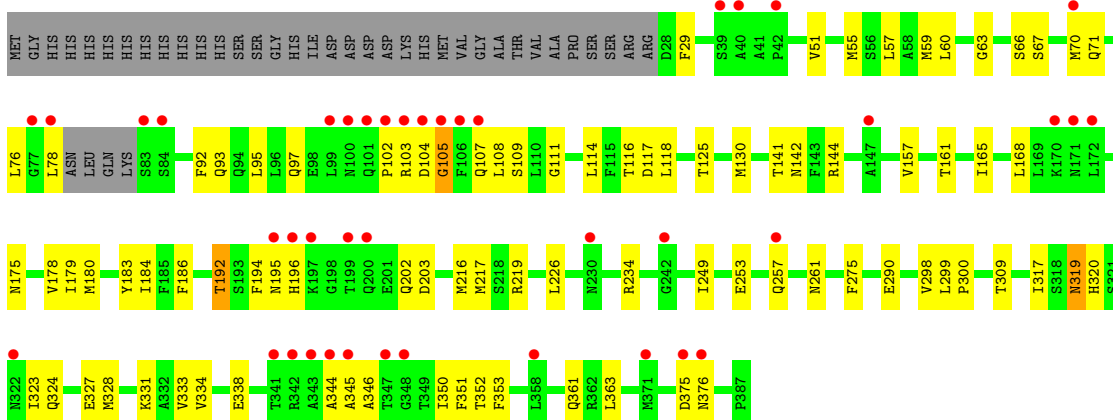 MET GLY HIS HIS HIS HIS HIS HIS HIS HIS HIS HIS SER SER GLY HIS ILE ASP ASP ASP ASP LYS HIS MET VAL GLY ALA THR VAL ALA PRO SER SER ARG ARG D28 F29 S39 A40 A41 P42 V51 M55 S56 L57 A58 M59 L60 G63 S66 S67 M70 Q71
L76 G77 L78 ASN LEU GLN LYS S83 S84 F92 Q93 Q94 L95 L96 Q97 E98 L99 N100 Q101 P102 R103 D104 G105 F106 Q107 L108 S109 L110 G111 L114 F115 T116 D117 L118 T125 M130 T141 N142 F143 R144 A147 V157 T161 I165 L168 L169 K170 N171 L172
N175 V178 I179 M180 Y183 I184 F185 F186 T192 S193 F194 N195 H196 K197 G198 T199 Q200 E201 Q202 D203 M216 M217 S218 R219 L226 N230 R234 G242 I249 E253 Q257 N261 F275 E290 V298 L299 P300 T309 I317 S318 N319 H320 S321
N322 I323 Q324 E327 M328 K331 A332 V333 V334 E338 T341 R342 A343 A344 A345 A346 T347 G348 T349 I350 F351 T352 F353 L358 Q361 R362 L363 M371 D375 N376 P387